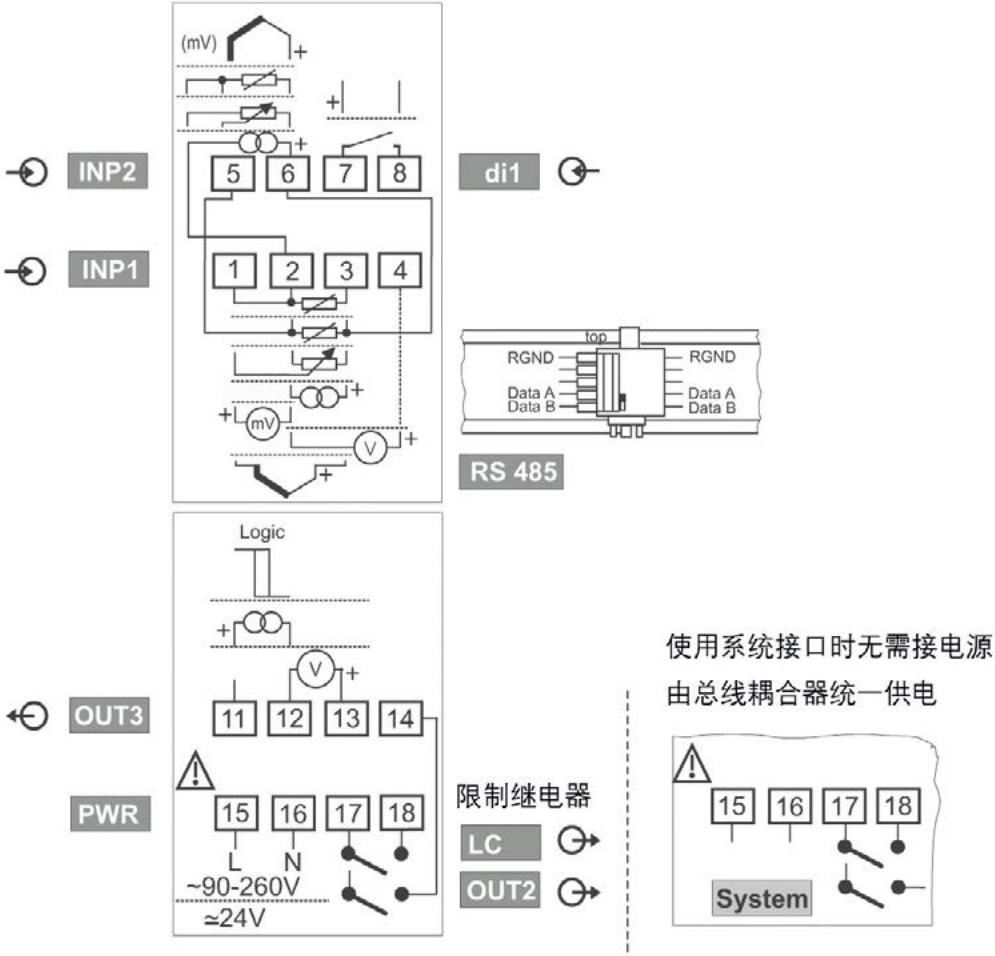 (mV)
+
+
+
INP2
5 6 7 8
di1
INP1
1 2 3 4
top
RGND
RGND
Data A
Data A
Data B
Data B
+
+
mV
V
+
+
RS 485
Logic
+
V
+
使用系统接口时无需接电源
由总线耦合器统一供电
OUT3
11 12 13 14
PWR
15 16 17 18
L N
~90-260V
≃24V
限制继电器
LC
OUT2
15 16 17 18
System